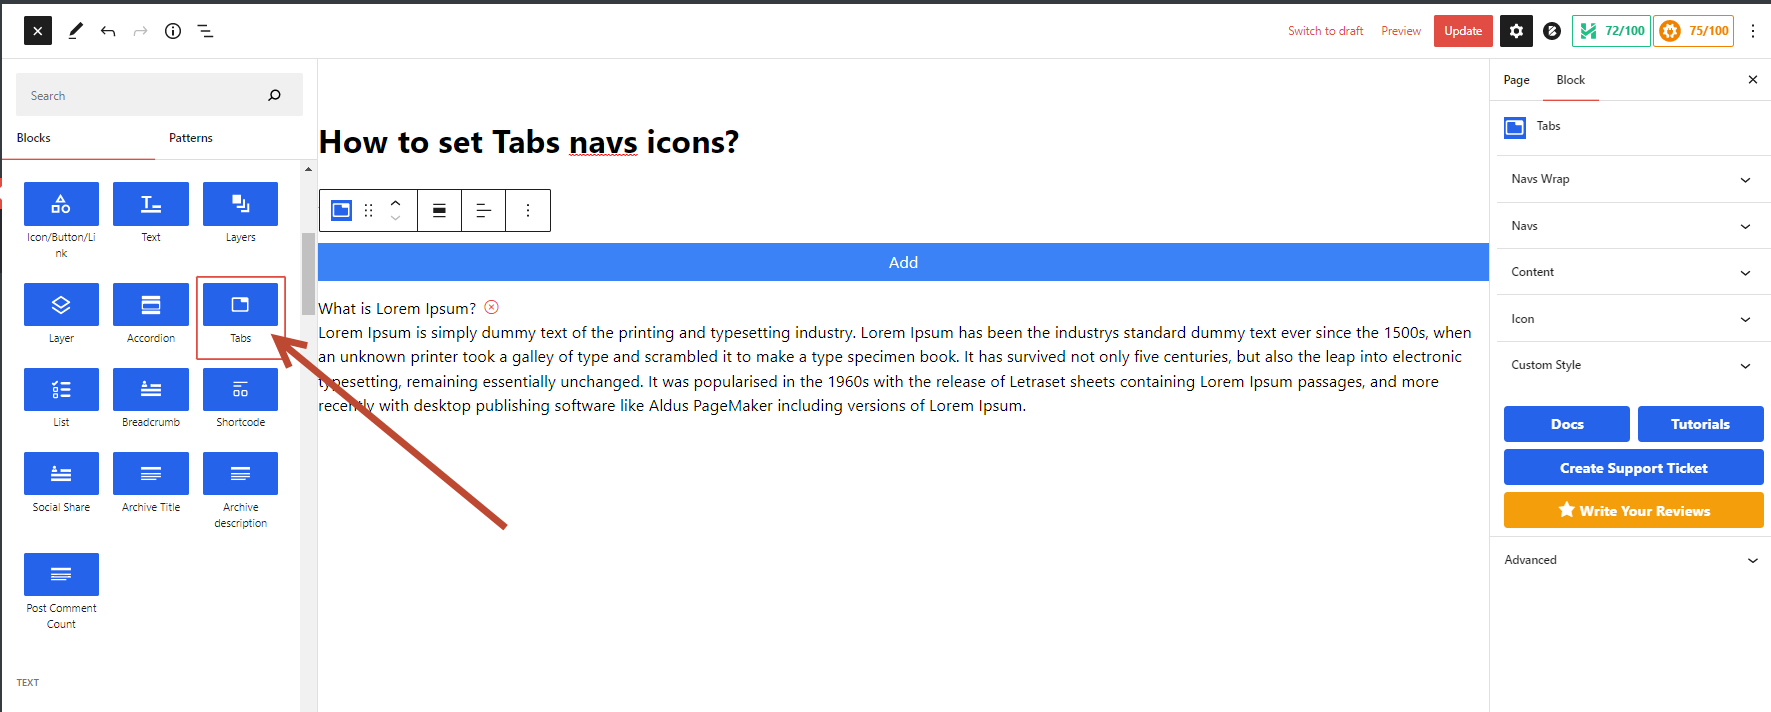 Switch to draft
Preview
Update
72/100
75/100
Search
Blocks
Patterns
Icon/Button/Li
nk
Text
Layers
Layer
Accordion
Tabs
List
Breadcrumb
Shortcode
Social Share
Archive Title
Archive
description
Post Comment
Count
TEXT
How to set Tabs navs icons?
Add
What is Lorem Ipsum?
Lorem Ipsum is simply dummy text of the printing and typesetting industry. Lorem Ipsum has been the industrys standard dummy text ever since the 1500s, when
an unknown printer took a galley of type and scrambled it to make a type specimen book. It has survived not only five centuries, but also the leap into electronic
typesetting, remaining essentially unchanged. It was popularised in the 1960s with the release of Letraset sheets containing Lorem Ipsum passages, and more
recently with desktop publishing software like Aldus PageMaker including versions of Lorem Ipsum.
Page
Block
Tabs
Navs Wrap
Navs
Content
Icon
Custom Style
Docs
Tutorials
Create Support Ticket
Write Your Reviews
Advanced